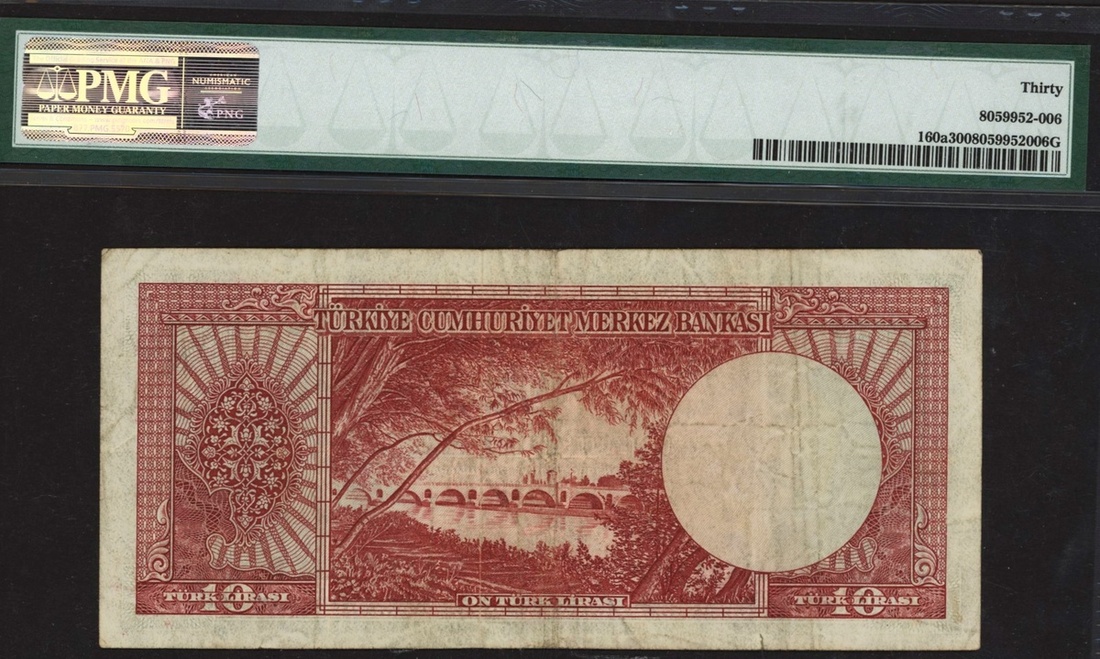 PMG
PAPER MONEY GUARANTY
NUMISMATIC
PNG
Thirty
8059952-006
160a3008059952006G
TÜRKİYE CUMHURİYET MERKEZ BANKASI
10
TÜRK LİRASI
ON TÜRK LİRASI
10
TÜRK LİRASI